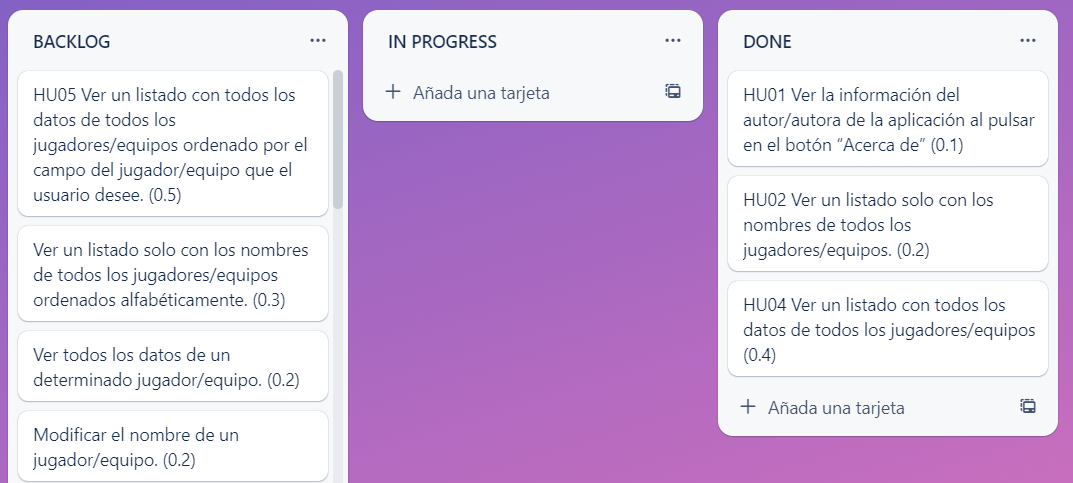 BACKLOG
HU05 Ver un listado con todos los
datos de todos los
jugadores/equipos ordenado por el
campo del jugador/equipo que el
usuario desee. (0.5)
Ver un listado solo con los nombres
de todos los jugadores/equipos
ordenados alfabéticamente. (0.3)
Ver todos los datos de un
determinado jugador/equipo. (0.2)
Modificar el nombre de un
jugador/equipo. (0.2)
IN PROGRESS
Añada una tarjeta
DONE
HU01 Ver la información del
autor/autora de la aplicación al pulsar
en el botón “Acerca de” (0.1)
HU02 Ver un listado solo con los
nombres de todos los
jugadores/equipos. (0.2)
HU04 Ver un listado con todos los
datos de todos los jugadores/equipos
(0.4)
Añada una tarjeta